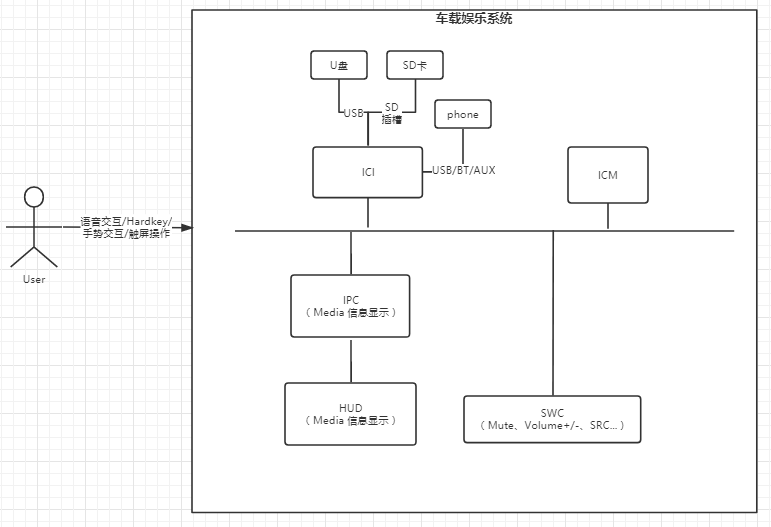 车载娱乐系统
U盘
SD卡
USB
SD
插槽
phone
ICI
USB/BT/AUX
ICM
语音交互/Hardkey/
手势交互/触屏操作
User
IPC
（ Media 信息显示 ）
HUD
（ Media 信息显示 ）
SWC
（ Mute、Volume+/-、SRC... ）